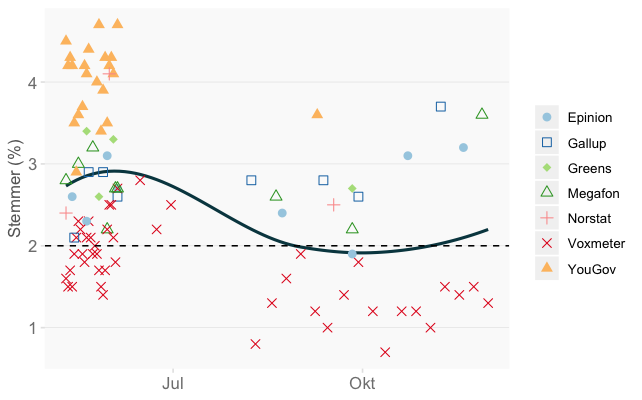 Stemmer (%)
4
3
2
1
Jul
Okt
Epinion
Gallup
Greens
Megafon
Norstat
Voxmeter
YouGov